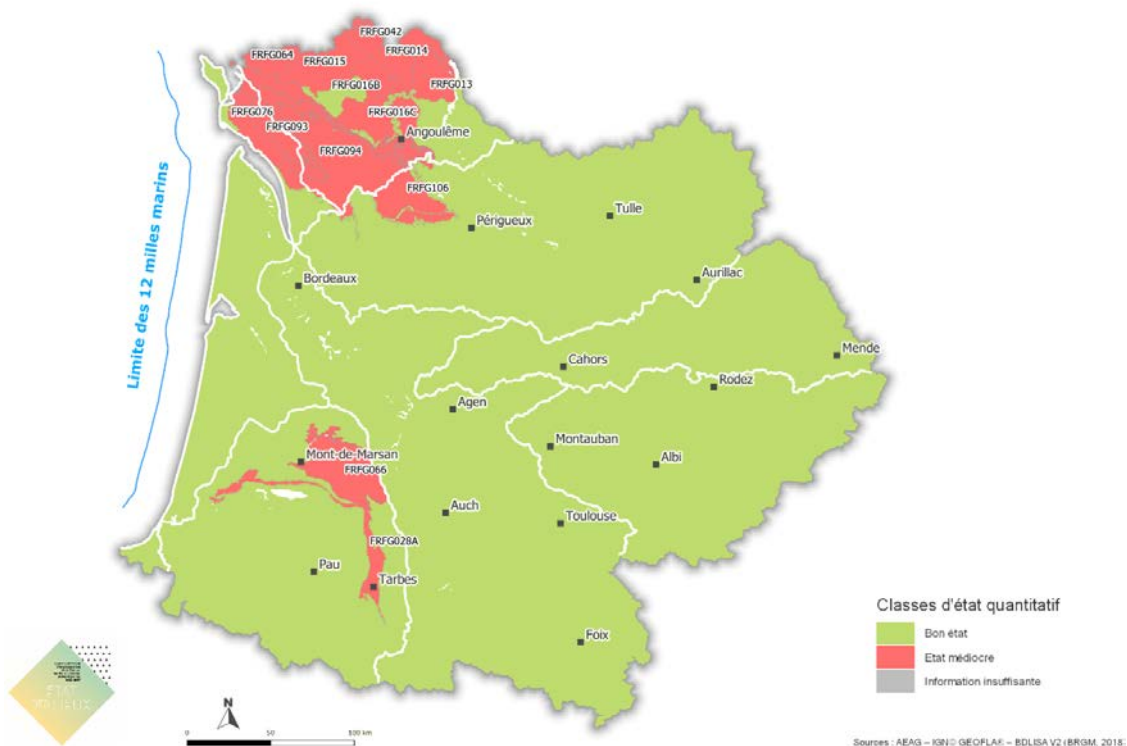 FRFG042
FRFG064
FRFG015
FRFG014
FRFG016B
FRFG013
FRFG076
FRFG016C
FRFG093
Angoulême
FRFG094
FRFG106
Périgueux
Tulle
Bordeaux
Aurillac
Limite des 12 milles marins
Cahors
Mende
Rodez
Agen
Montauban
Mont-de-Marsan
Albi
FRFG066
Auch
Toulouse
FRFG028A
Pau
Tarbes
Foix
Classes d'état quantitatif
Bon état
Etat médiocre
Information insuffisante
N
0 50 100 km
Sources : AEAG – IGN© GEOFLA® – BDLISA V2 (BRGM, 2018)